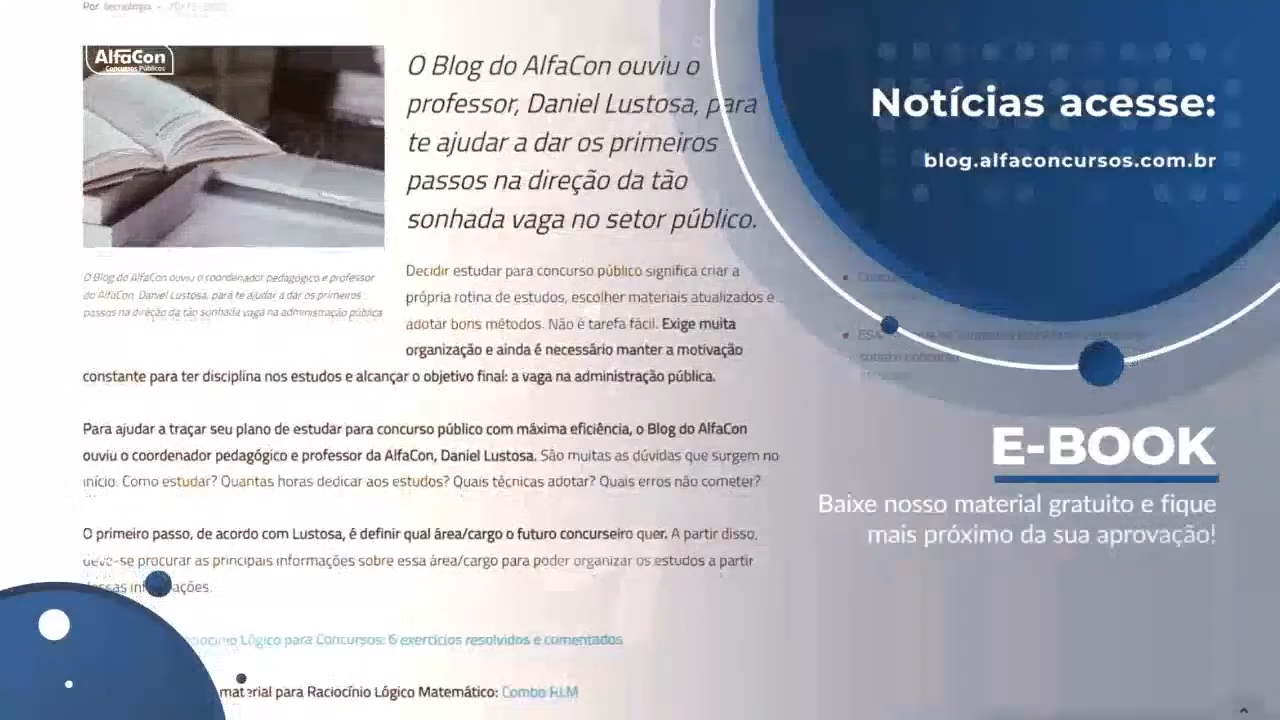 Por tecnologia
AlfaCon
Concursos Públicos
O Blog do AlfaCon ouviu o
professor, Daniel Lustosa, para
te ajudar a dar os primeiros
passos na direção da tão
sonhada vaga no setor público.
O Blog do AlfaCon ouviu o coordenador pedagógico e professor
do AlfaCon, Daniel Lustosa, para te ajudar a dar os primeiros
passos na direção da tão sonhada vaga na administração pública
Decidir estudar para concurso público significa criar a
própria rotina de estudos, escolher materiais atualizados e
adotar bons métodos. Não é tarefa fácil. Exige muita
organização e ainda é necessário manter a motivação
constante para ter disciplina nos estudos e alcançar o objetivo final: a vaga na administração pública.
Para ajudar a traçar seu plano de estudar para concurso público com máxima eficiência, o Blog do AlfaCon
ouviu o coordenador pedagógico e professor da AlfaCon, Daniel Lustosa. São muitas as dúvidas que surgem no
início. Como estudar? Quantas horas dedicar aos estudos? Quais técnicas adotar? Quais erros não cometer?
O primeiro passo, de acordo com Lustosa, é definir qual área/cargo o futuro concurseiro quer. A partir disso,
deve-se procurar as principais informações sobre essa área/cargo para poder organizar os estudos a partir
Lógico para Concursos: 6 exercícios resolvidos e comentados
material para Raciocínio Lógico Matemático: Combo RLM
Notícias acesse:
blog.alfaconcursos.com.br
ESA
E-BOOK
Baixe nosso material gratuito e fique
mais próximo da sua aprovação!